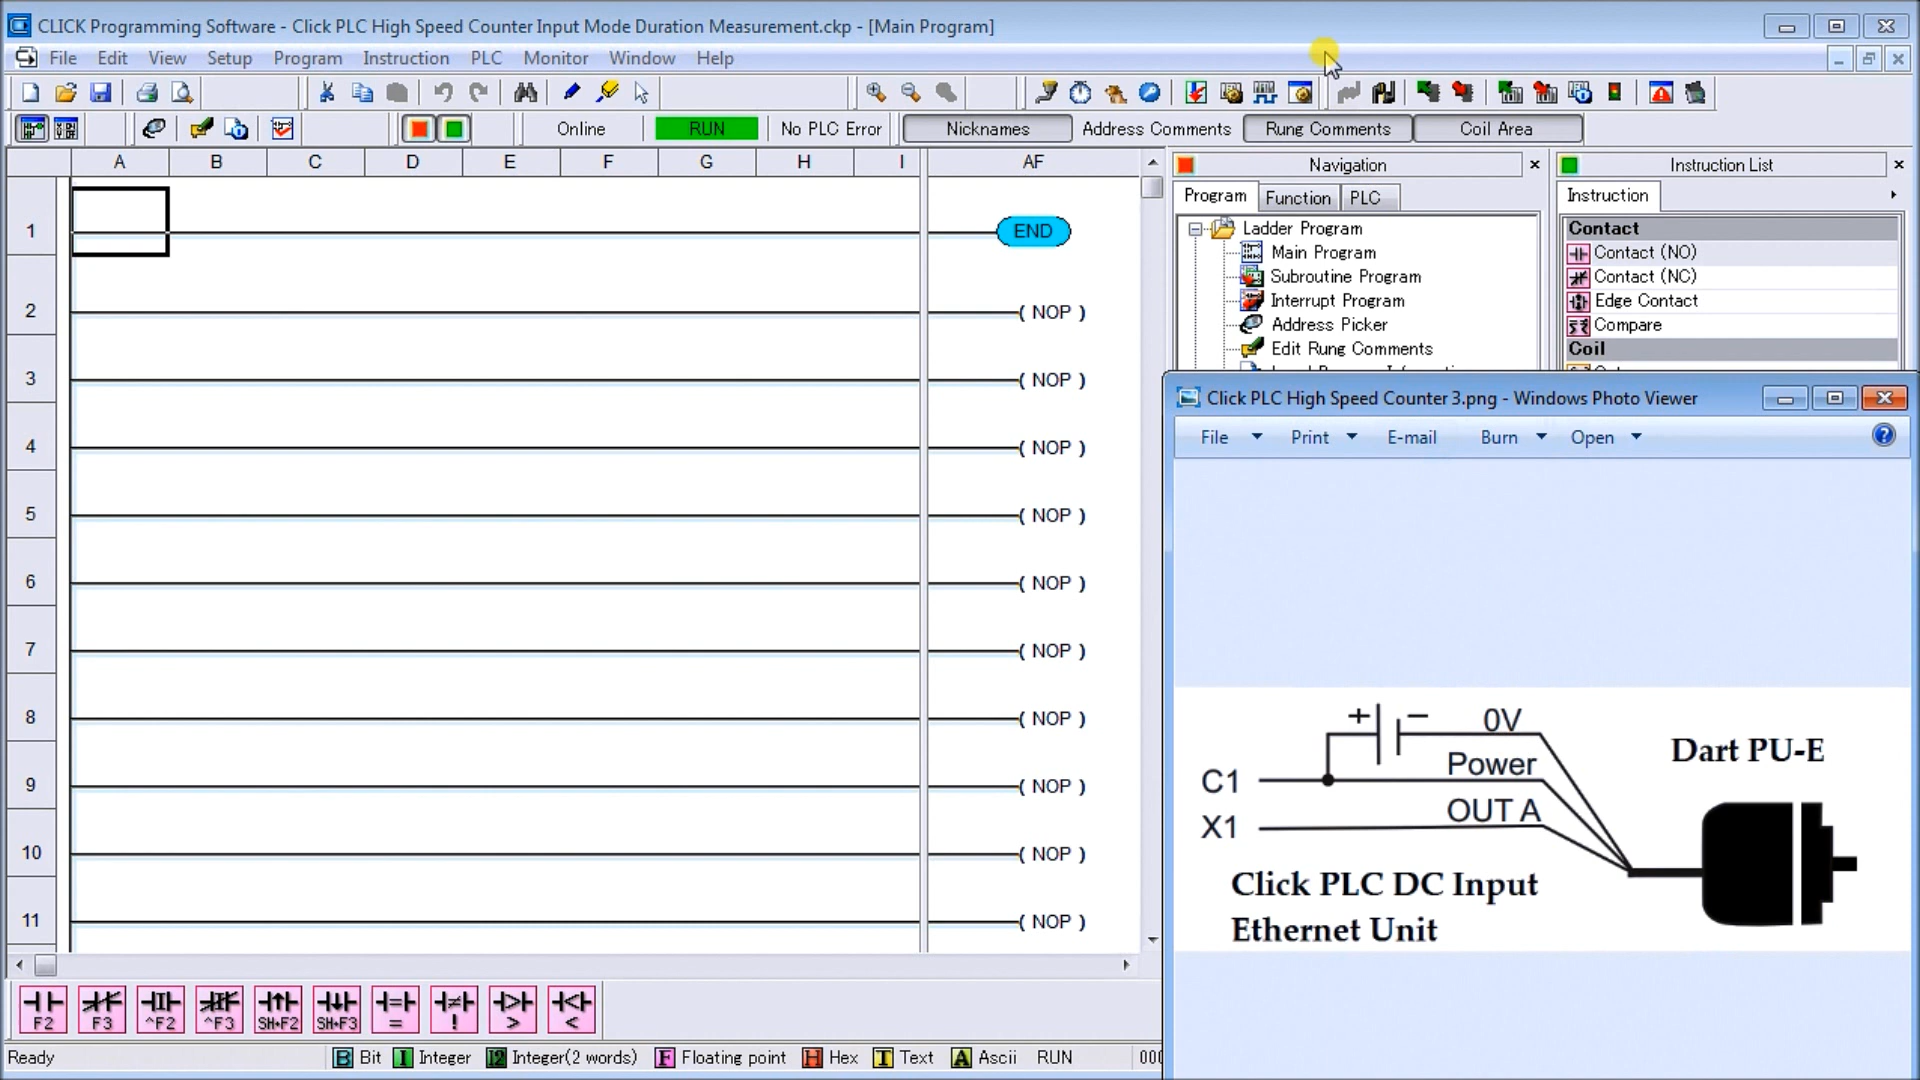 CLICK Programming Software - Click PLC High Speed Counter Input Mode Duration Measurement.ckp - [Main Program]
File Edit View Setup Program Instruction PLC Monitor Window Help
Online RUN No PLC Error Nicknames Address Comments Rung Comments Coil Area
A B C D E F G H I AF
1 END
2 ( NOP )
3 ( NOP )
4 ( NOP )
5 ( NOP )
6 ( NOP )
7 ( NOP )
8 ( NOP )
9 ( NOP )
10 ( NOP )
11 ( NOP )
Navigation
Program Function PLC
Ladder Program
Main Program
Subroutine Program
Interrupt Program
Address Picker
Edit Rung Comments
Instruction List
Instruction
Contact
Contact (NO)
Contact (NC)
Edge Contact
Compare
Coil
Click PLC High Speed Counter 3.png - Windows Photo Viewer
File Print E-mail Burn Open
+ − 0V
Power
C1
OUT A
X1
Dart PU-E
Click PLC DC Input
Ethernet Unit
F2 F3 ^F2 ^F3 SH+F2 SH+F3 = ! > <
Ready B Bit I Integer I2 Integer(2 words) F Floating point H Hex T Text A Ascii RUN 000